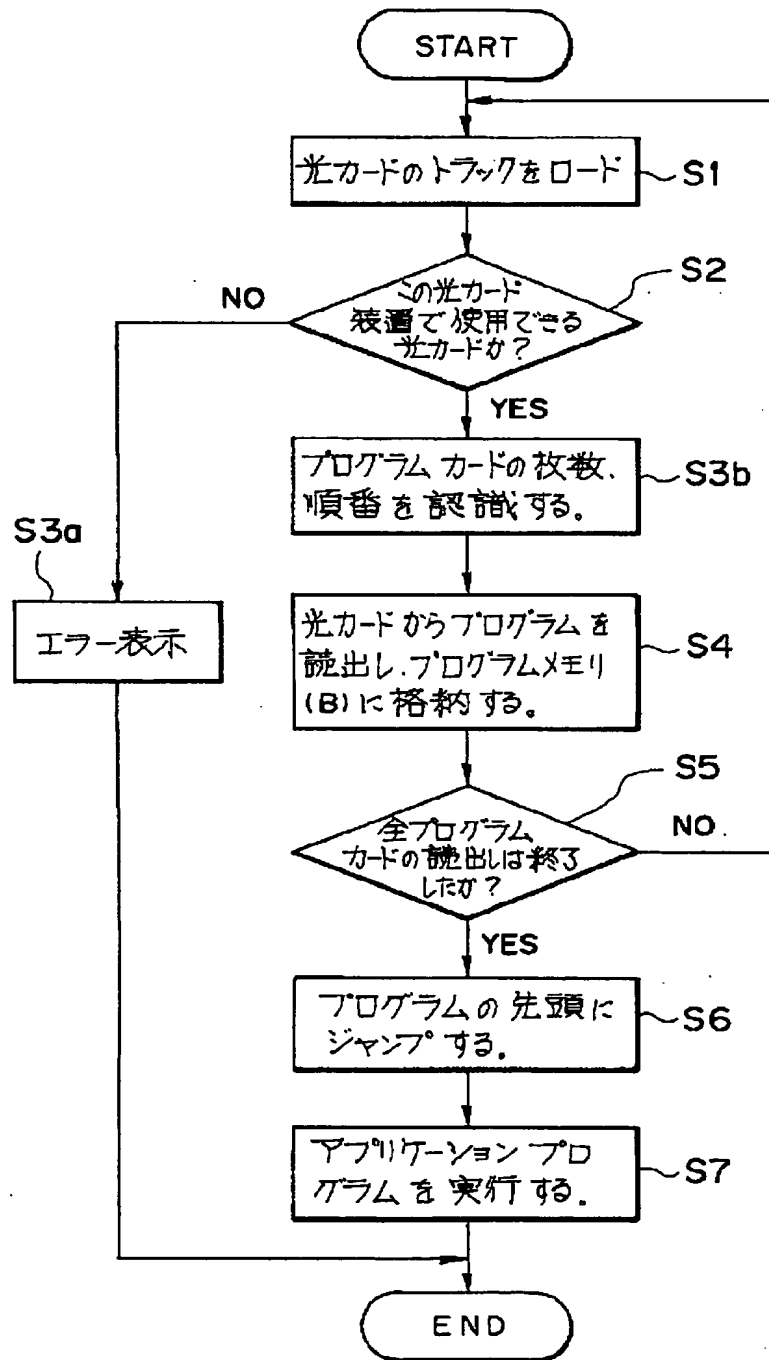 START
光カードのトラックをロード
S1
S2
NO
この光カード
装置で使用できる
光カードか?
YES
プログラムカードの枚数、
順番を認識する。
S3b
S3a
エラー表示
光カードからプログラムを
読出し、プログラムメモリ
(B)に格納する。
S4
S5
全プログラム
カードの読出しは終了
したか?
NO
YES
プログラムの先頭に
ジャンプする。
S6
アプリケーションプロ
グラムを実行する。
S7
END